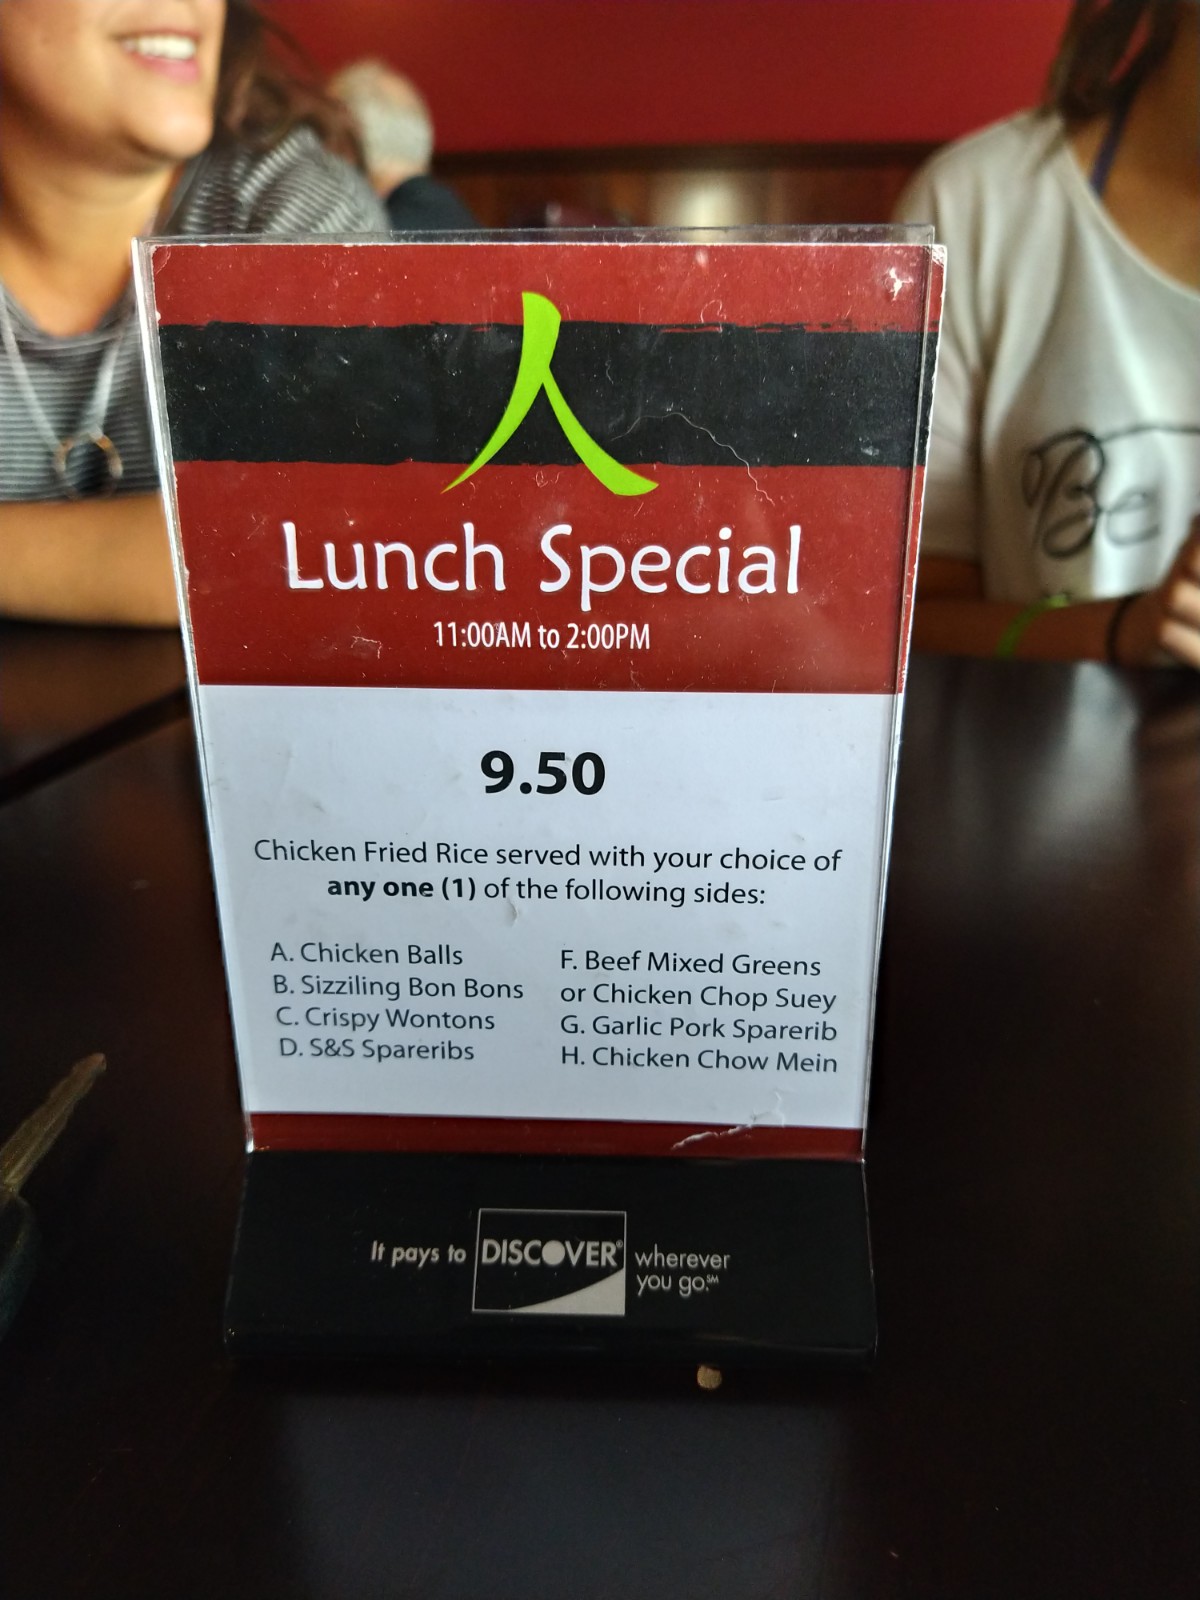 人
Lunch Special
11:00AM to 2:00PM
9.50
Chicken Fried Rice served with your choice of
any one (1) of the following sides:
A. Chicken Balls
B. Sizziling Bon Bons
C. Crispy Wontons
D. S&S Spareribs
F. Beef Mixed Greens
or Chicken Chop Suey
G. Garlic Pork Sparerib
H. Chicken Chow Mein
It pays to DISCOVER® wherever
you go.℠
Be